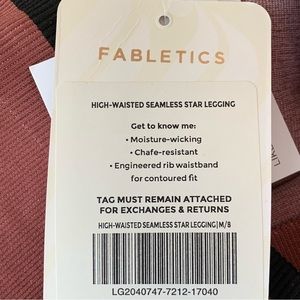 FABLETICS
HIGH-WAISTED SEAMLESS STAR LEGGING
Get to know me:
• Moisture-wicking
• Chafe-resistant
• Engineered rib waistband
for contoured fit
TAG MUST REMAIN ATTACHED
FOR EXCHANGES & RETURNS
HIGH-WAISTED SEAMLESS STAR LEGGING|M/8
LG2040747-7212-17040